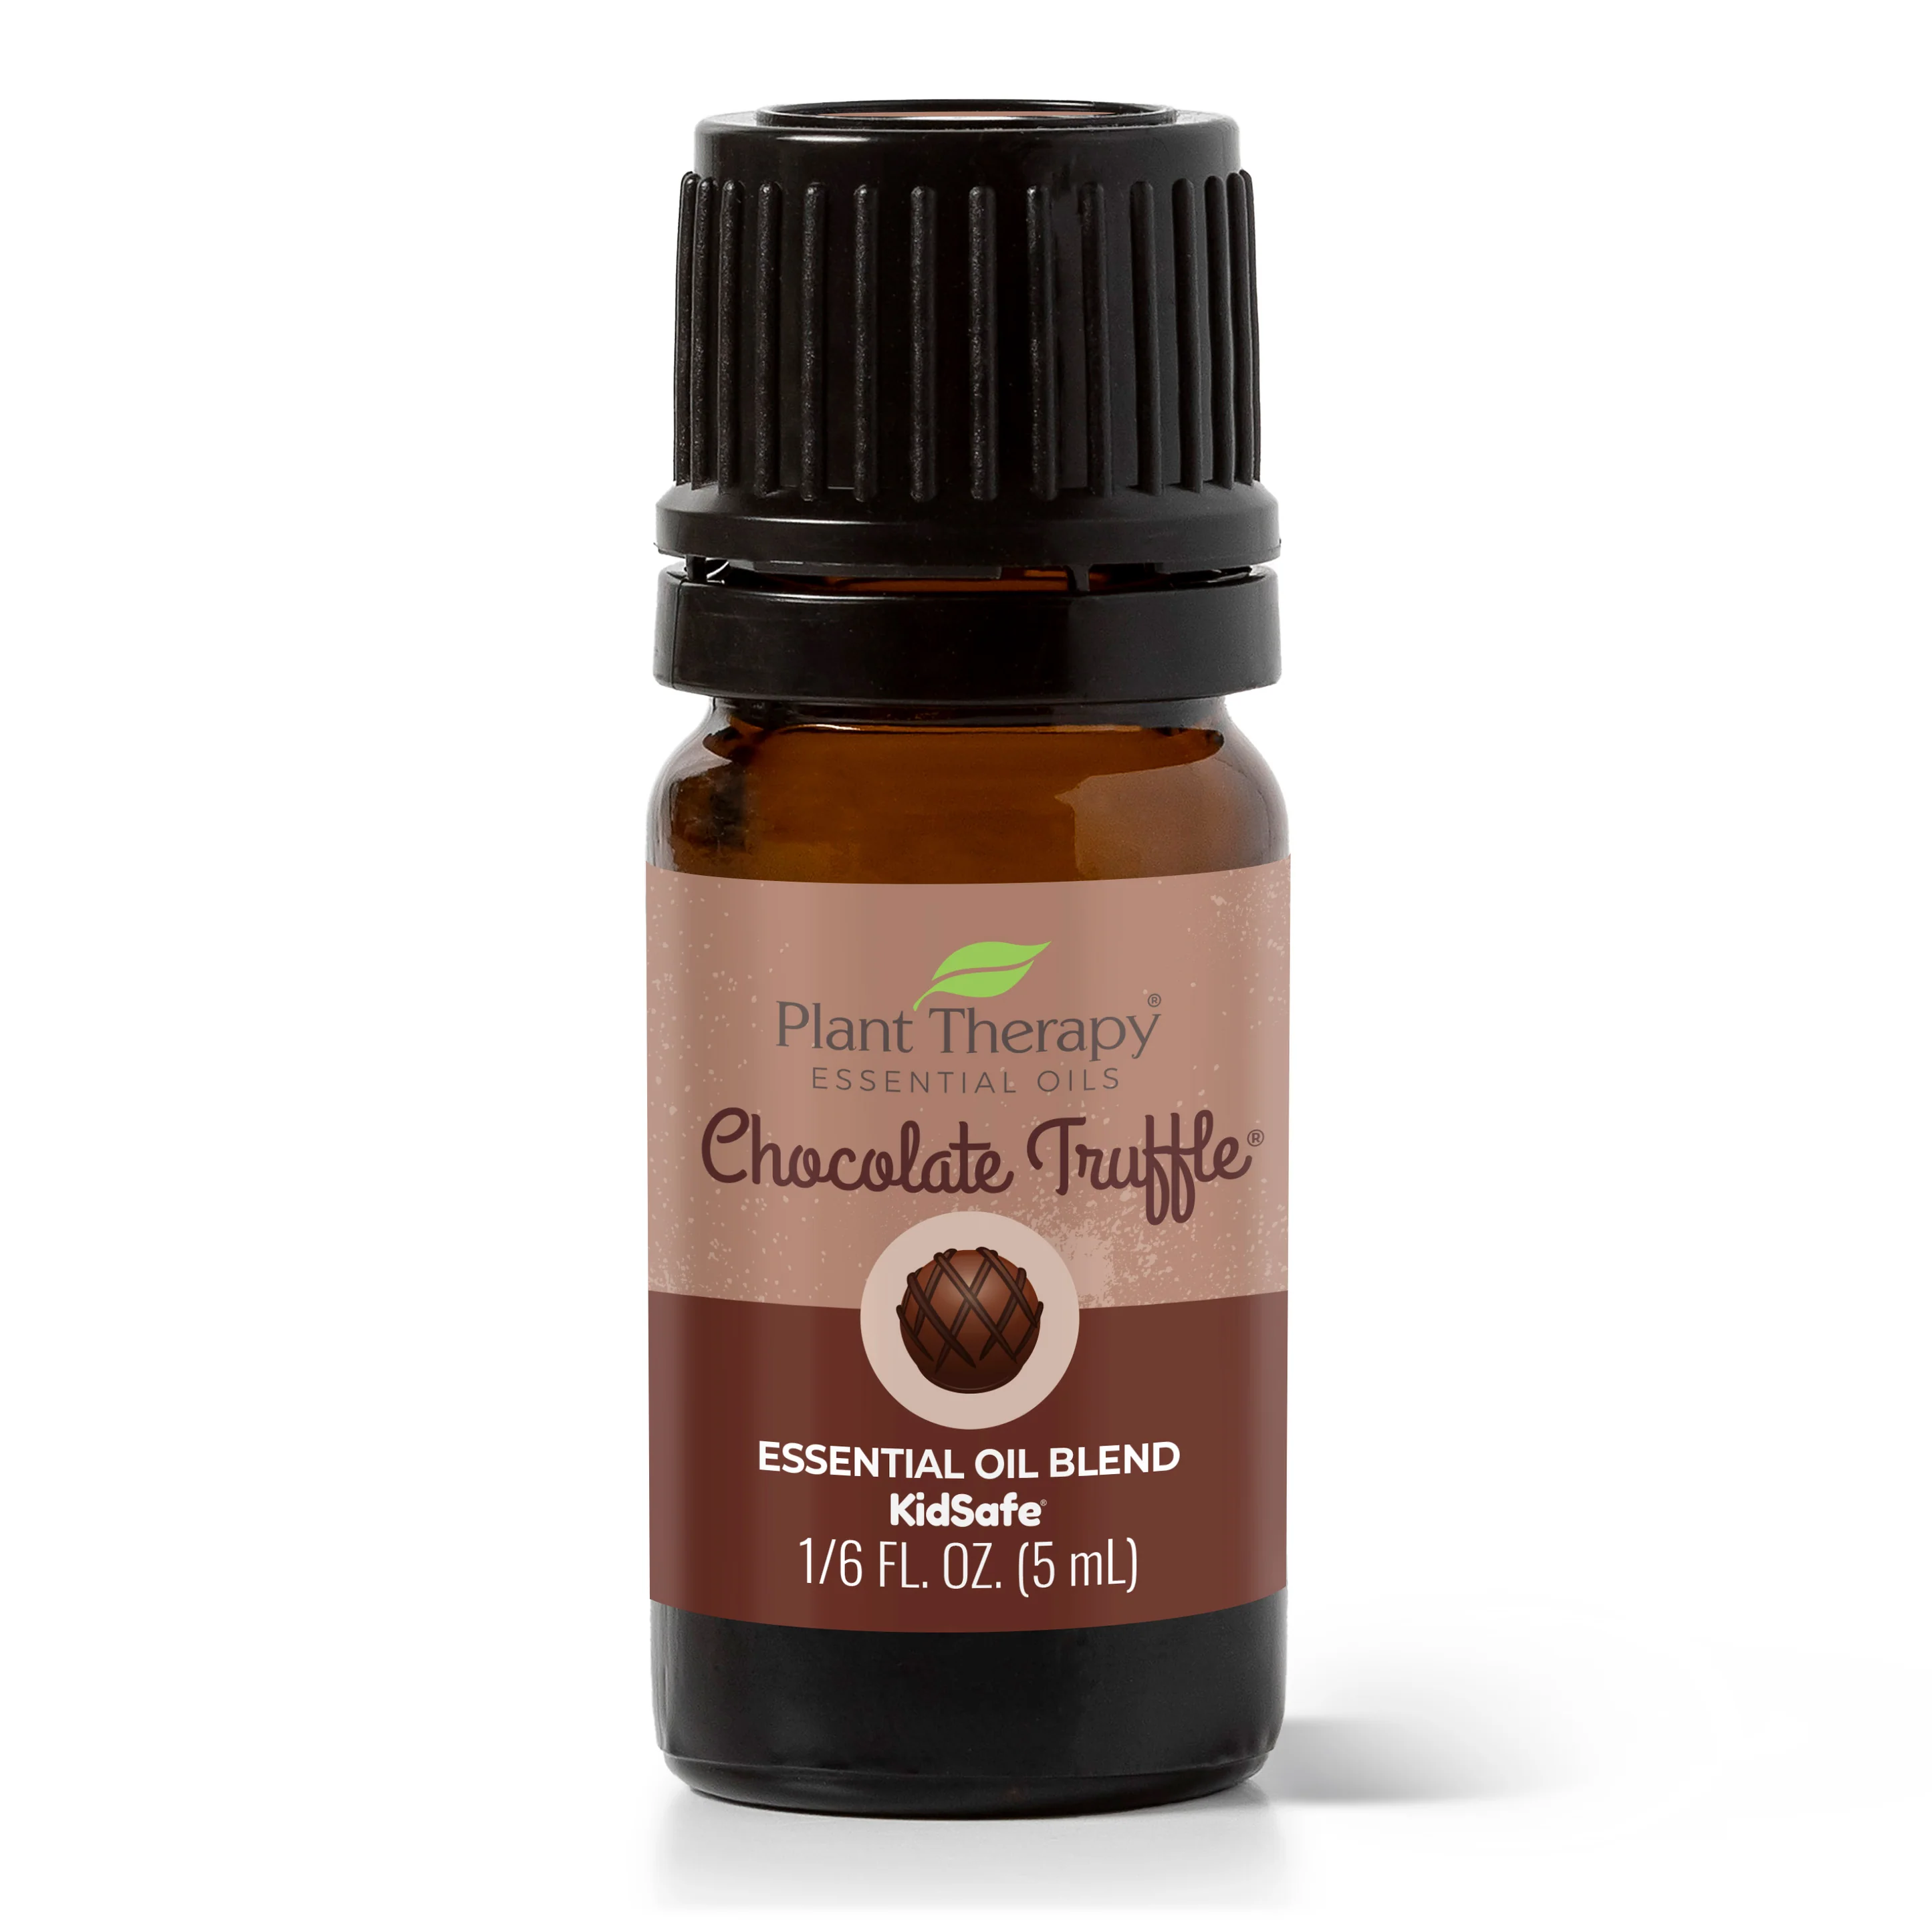 Plant Therapy®
ESSENTIAL OILS
Chocolate Truffle®
ESSENTIAL OIL BLEND
KidSafe®
1/6 FL. OZ. (5 mL)